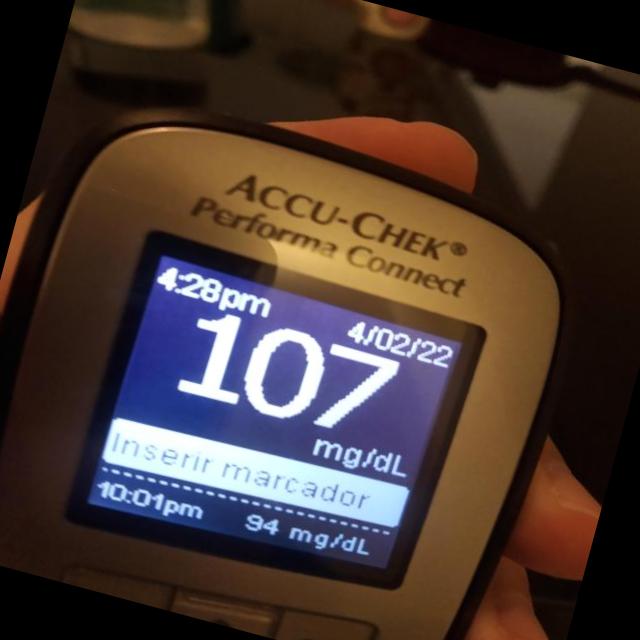 ACCU-CHEK®
Performa Connect
4:28pm
4/02/22
107
mg/dL
Inserir marcador
10:01pm 94 mg/dL